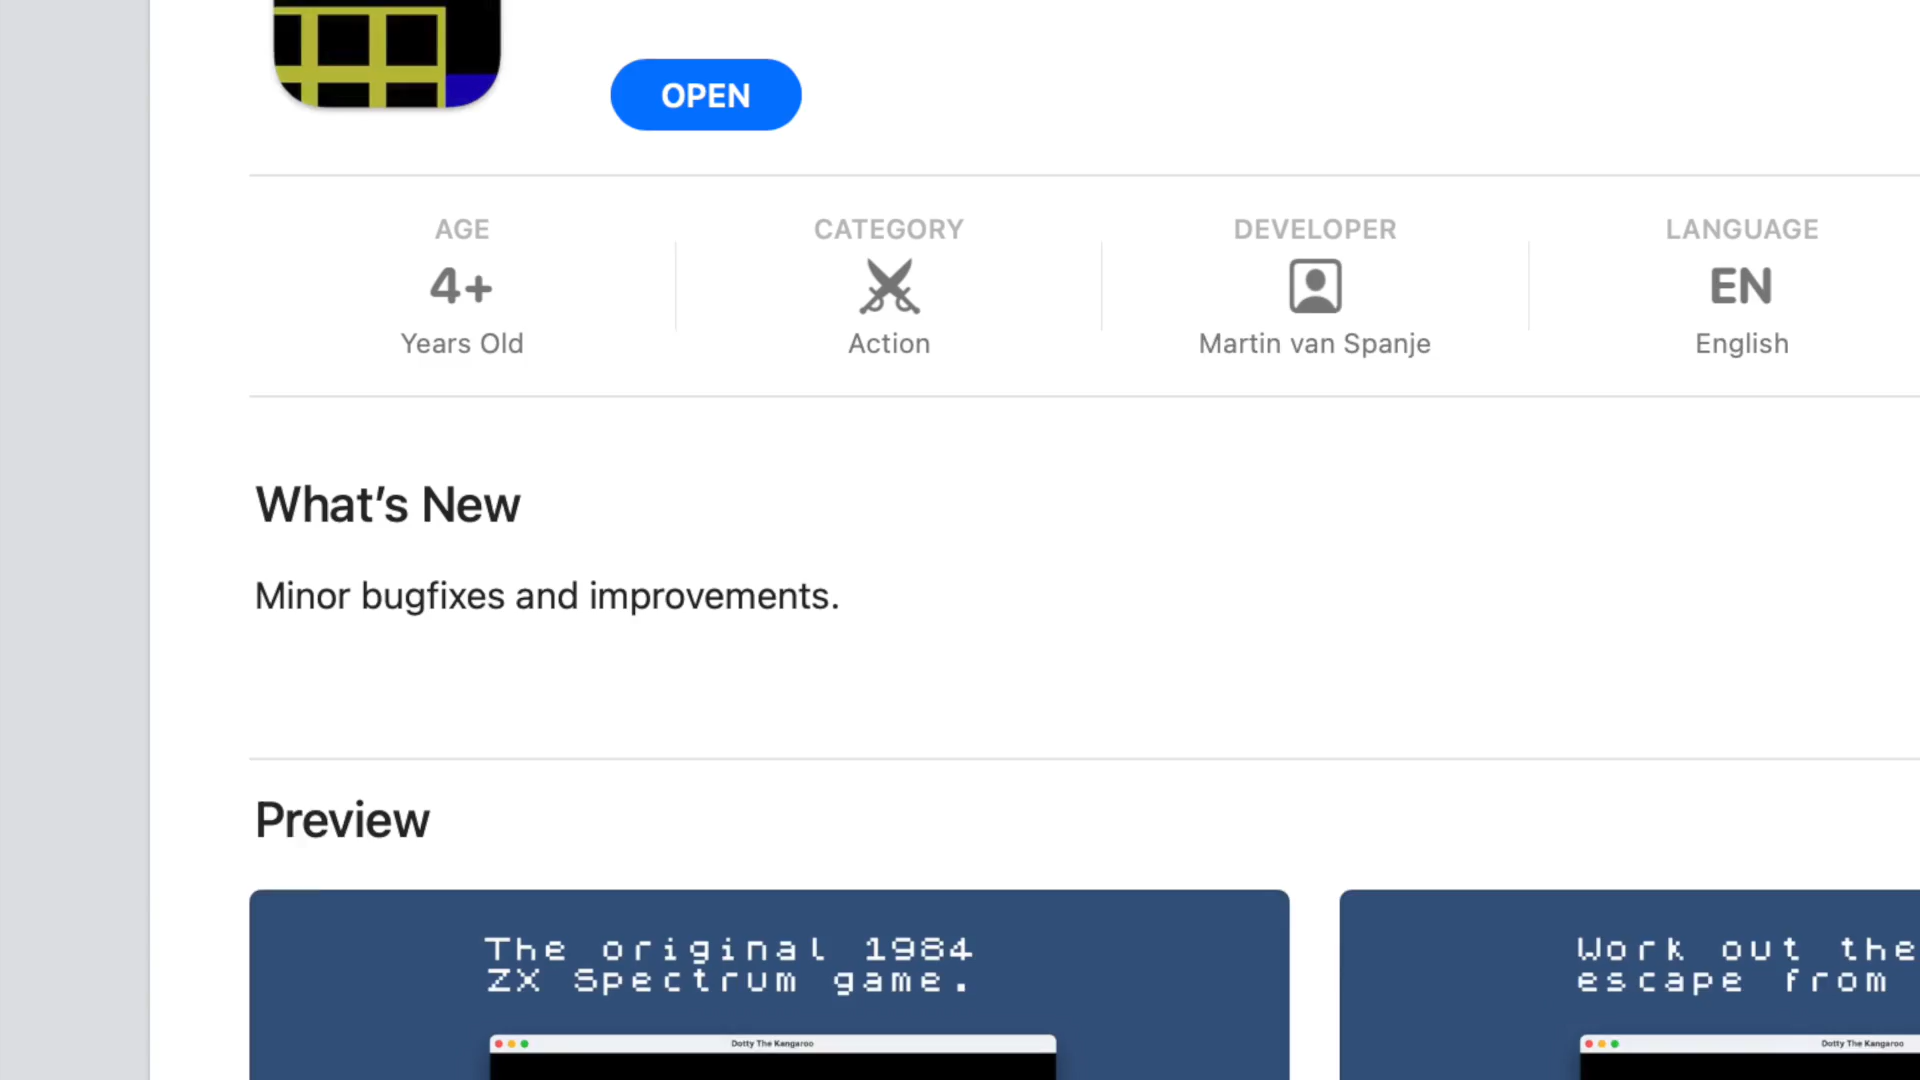 OPEN
AGE
4+
Years Old
CATEGORY
Action
DEVELOPER
Martin van Spanje
LANGUAGE
EN
English
What’s New
Minor bugfixes and improvements.
Preview
The original 1984
ZX Spectrum game.
Dotty The Kangaroo
Work out the
escape from
Dotty The Kangaroo